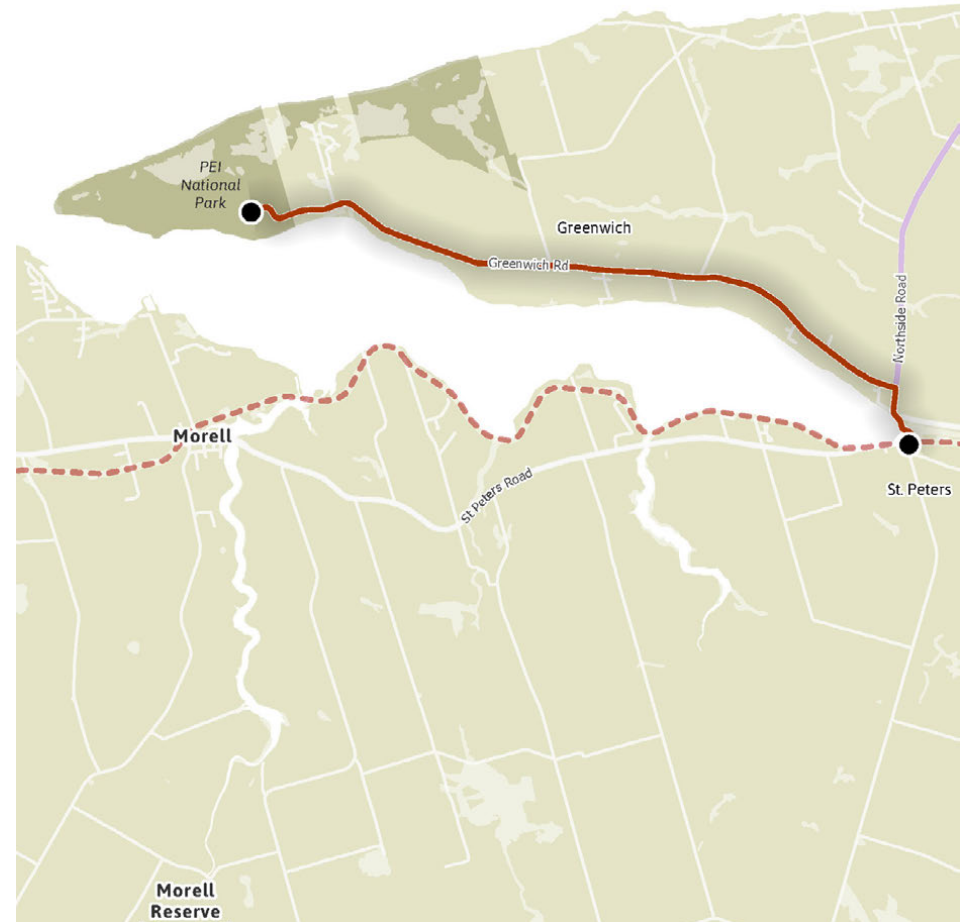 PEI
National
Park
Greenwich
Greenwich Rd
Northside Road
Morell
St. Peters Road
St. Peters
Morell
Reserve